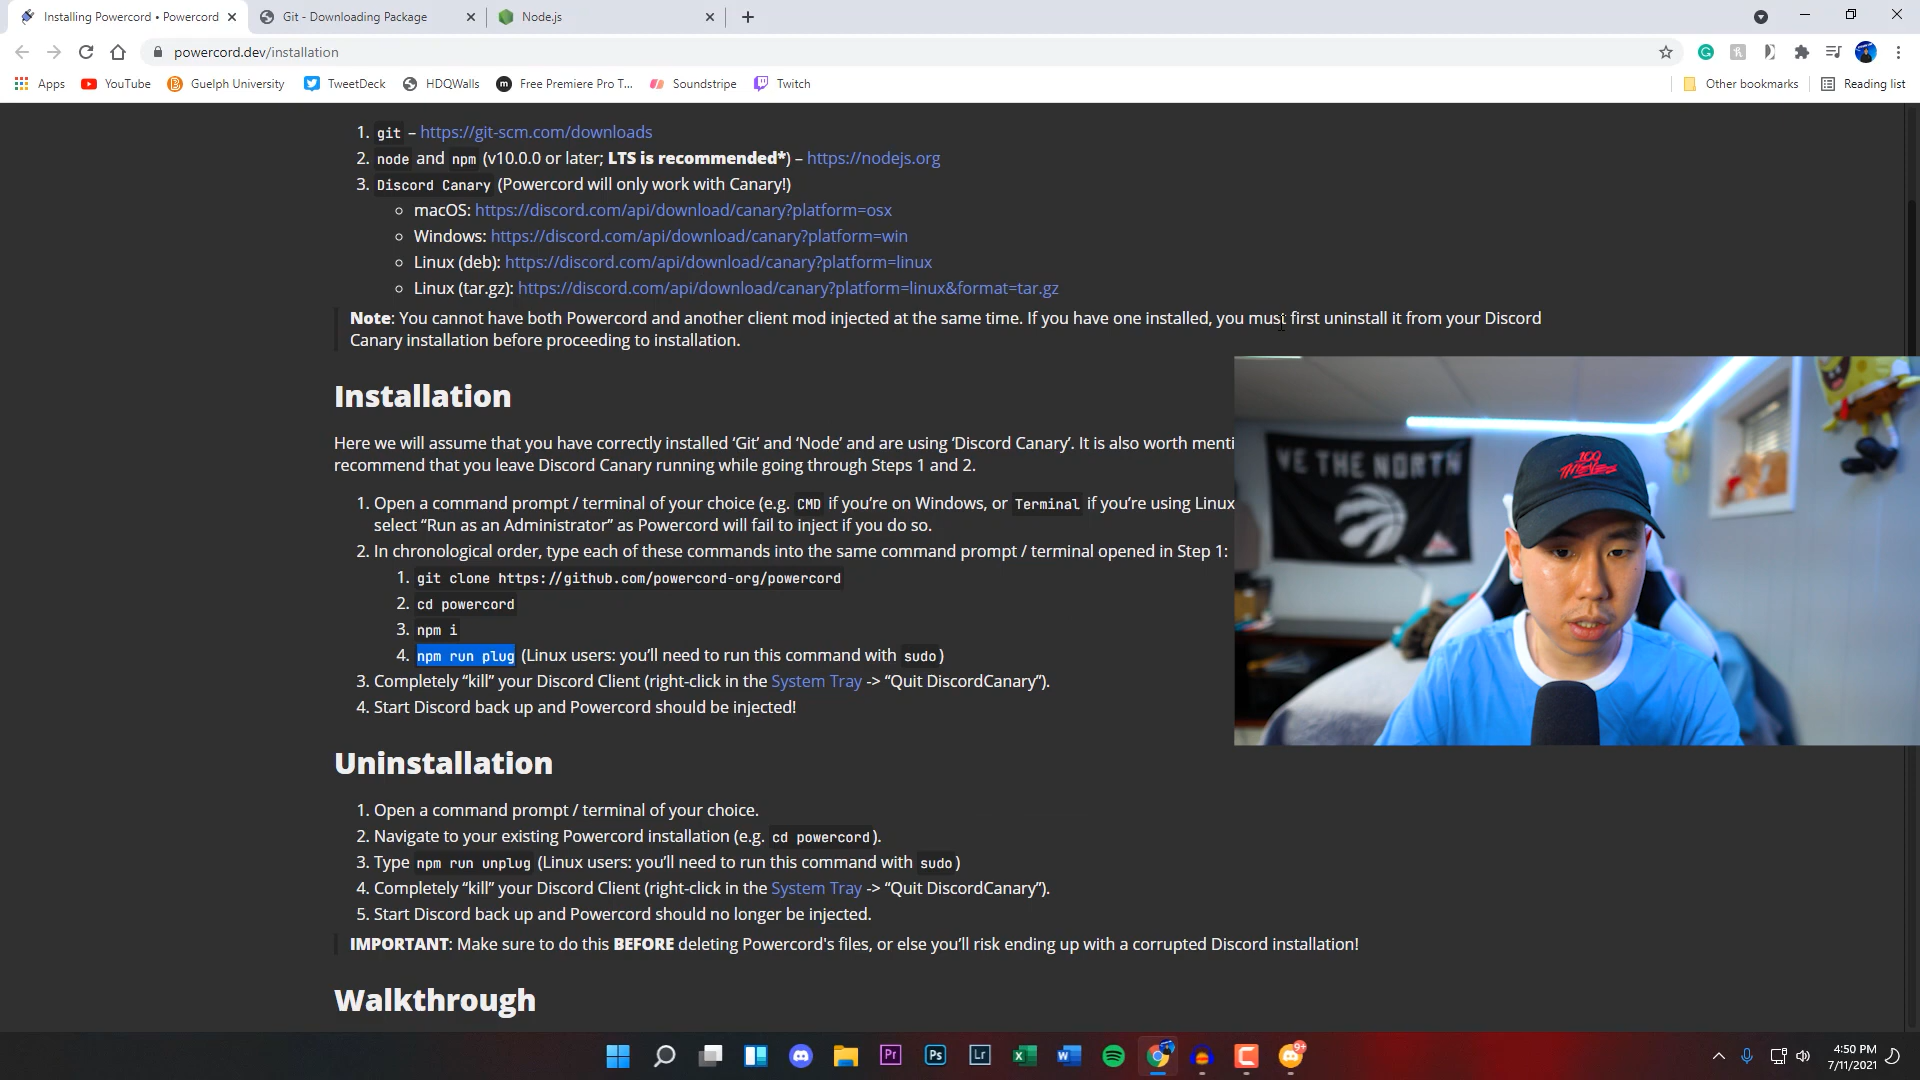 Installing Powercord • Powercord
Git - Downloading Package
Node.js
powercord.dev/installation
Apps
YouTube
Guelph University
TweetDeck
HDQWalls
Free Premiere Pro T...
Soundstripe
Twitch
Other bookmarks
Reading list
1. git – https://git-scm.com/downloads
2. node and npm (v10.0.0 or later; LTS is recommended*) – https://nodejs.org
3. Discord Canary (Powercord will only work with Canary!)
macOS: https://discord.com/api/download/canary?platform=osx
Windows: https://discord.com/api/download/canary?platform=win
Linux (deb): https://discord.com/api/download/canary?platform=linux
Linux (tar.gz): https://discord.com/api/download/canary?platform=linux&format=tar.gz
Note: You cannot have both Powercord and another client mod injected at the same time. If you have one installed, you must first uninstall it from your Discord
Canary installation before proceeding to installation.
Installation
Here we will assume that you have correctly installed ‘Git’ and ‘Node’ and are using ‘Discord Canary’. It is also worth menti
recommend that you leave Discord Canary running while going through Steps 1 and 2.
1. Open a command prompt / terminal of your choice (e.g. CMD if you’re on Windows, or Terminal if you’re using Linux
select “Run as an Administrator” as Powercord will fail to inject if you do so.
2. In chronological order, type each of these commands into the same command prompt / terminal opened in Step 1:
1. git clone https://github.com/powercord-org/powercord
2. cd powercord
3. npm i
4. npm run plug (Linux users: you’ll need to run this command with sudo)
3. Completely “kill” your Discord Client (right-click in the System Tray -> “Quit DiscordCanary”).
4. Start Discord back up and Powercord should be injected!
Uninstallation
1. Open a command prompt / terminal of your choice.
2. Navigate to your existing Powercord installation (e.g. cd powercord).
3. Type npm run unplug (Linux users: you’ll need to run this command with sudo)
4. Completely “kill” your Discord Client (right-click in the System Tray -> “Quit DiscordCanary”).
5. Start Discord back up and Powercord should no longer be injected.
IMPORTANT: Make sure to do this BEFORE deleting Powercord's files, or else you’ll risk ending up with a corrupted Discord installation!
Walkthrough
VE THE NORTH
100
THIEVES
Pr
Ps
Lr
9+
4:50 PM
7/11/2021